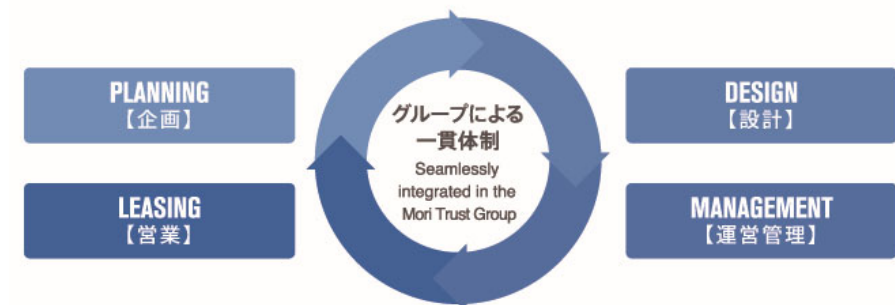 PLANNING
【企画】
LEASING
【営業】
グループによる
一貫体制
Seamlessly
integrated in the
Mori Trust Group
DESIGN
【設計】
MANAGEMENT
【運営管理】